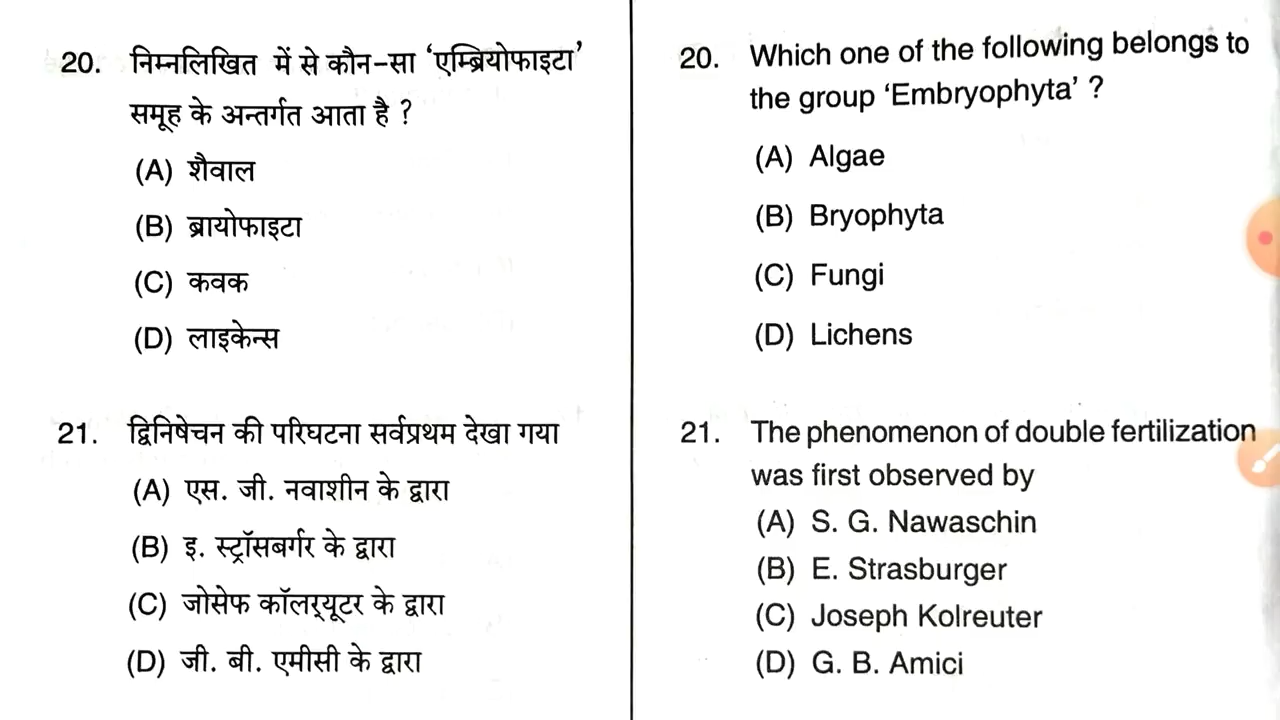 20. निम्नलिखित में से कौन-सा 'एम्ब्रियोफाइटा'
समूह के अन्तर्गत आता है ?
(A) शैवाल
(B) ब्रायोफाइटा
(C) कवक
(D) लाइकेन्स
21. द्विनिषेचन की परिघटना सर्वप्रथम देखा गया
(A) एस. जी. नवाशीन के द्वारा
(B) इ. स्ट्रॉसबर्गर के द्वारा
(C) जोसेफ कॉलर्‍यूटर के द्वारा
(D) जी. बी. एमीसी के द्वारा
20. Which one of the following belongs to
the group 'Embryophyta' ?
(A) Algae
(B) Bryophyta
(C) Fungi
(D) Lichens
21. The phenomenon of double fertilization
was first observed by
(A) S. G. Nawaschin
(B) E. Strasburger
(C) Joseph Kolreuter
(D) G. B. Amici